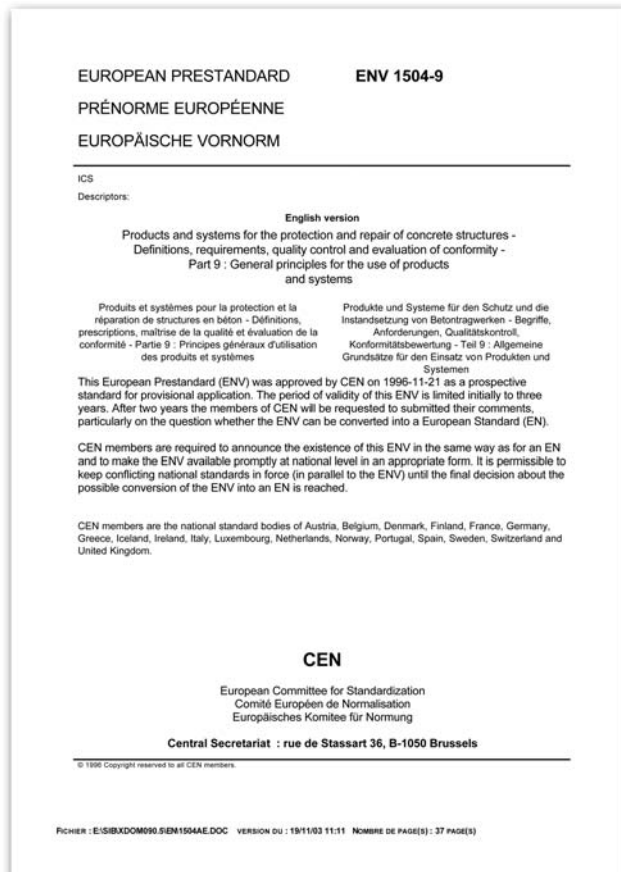 EUROPEAN PRESTANDARD
ENV 1504-9
PRÉNORME EUROPÉENNE
EUROPÄISCHE VORNORM
ICS
Descriptors:
English version
Products and systems for the protection and repair of concrete structures -
Definitions, requirements, quality control and evaluation of conformity -
Part 9 : General principles for the use of products
and systems
Produits et systèmes pour la protection et la
réparation de structures en béton - Définitions,
prescriptions, maîtrise de la qualité et évaluation de la
conformité - Partie 9 : Principes généraux d'utilisation
des produits et systèmes
Produkte und Systeme für den Schutz und die
Instandsetzung von Betontragwerken - Begriffe,
Anforderungen, Qualitätskontroll,
Konformitätsbewertung - Teil 9 : Allgemeine
Grundsätze für den Einsatz von Produkten und
Systemen
This European Prestandard (ENV) was approved by CEN on 1996-11-21 as a prospective
standard for provisional application. The period of validity of this ENV is limited initially to three
years. After two years the members of CEN will be requested to submitted their comments,
particularly on the question whether the ENV can be converted into a European Standard (EN).
CEN members are required to announce the existence of this ENV in the same way as for an EN
and to make the ENV available promptly at national level in an appropriate form. It is permissible to
keep conflicting national standards in force (in parallel to the ENV) until the final decision about the
possible conversion of the ENV into an EN is reached.
CEN members are the national standard bodies of Austria, Belgium, Denmark, Finland, France, Germany,
Greece, Iceland, Ireland, Italy, Luxembourg, Netherlands, Norway, Portugal, Spain, Sweden, Switzerland and
United Kingdom.
CEN
European Committee for Standardization
Comité Européen de Normalisation
Europäisches Komitee für Normung
Central Secretariat : rue de Stassart 36, B-1050 Brussels
© 1996 Copyright reserved to all CEN members.
FICHIER : E:\SIB\XDOM090.5\EN\1504AE.DOC VERSION DU : 19/11/03 11:11 NOMBRE DE PAGE(S) : 37 PAGE(S)